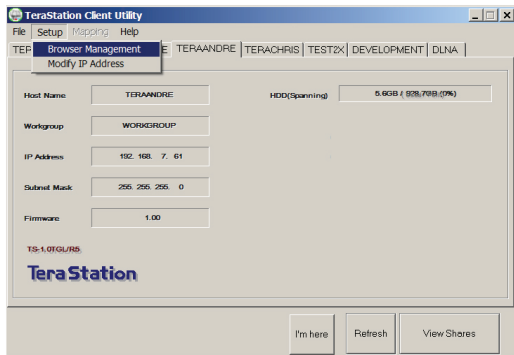 TeraStation Client Utility
File Setup Mapping Help
Browser Management
Modify IP Address
TERAANDRE TERACHRIS TEST2X DEVELOPMENT DLNA
Host Name TERAANDRE HDD(Spanning) 5.6GB / 928.7GB (0%)
Workgroup WORKGROUP
IP Address 192. 168. 7. 61
Subnet Mask 255. 255. 255. 0
Firmware 1.00
TS-1.0TGL/R5
TeraStation
I'm here Refresh View Shares